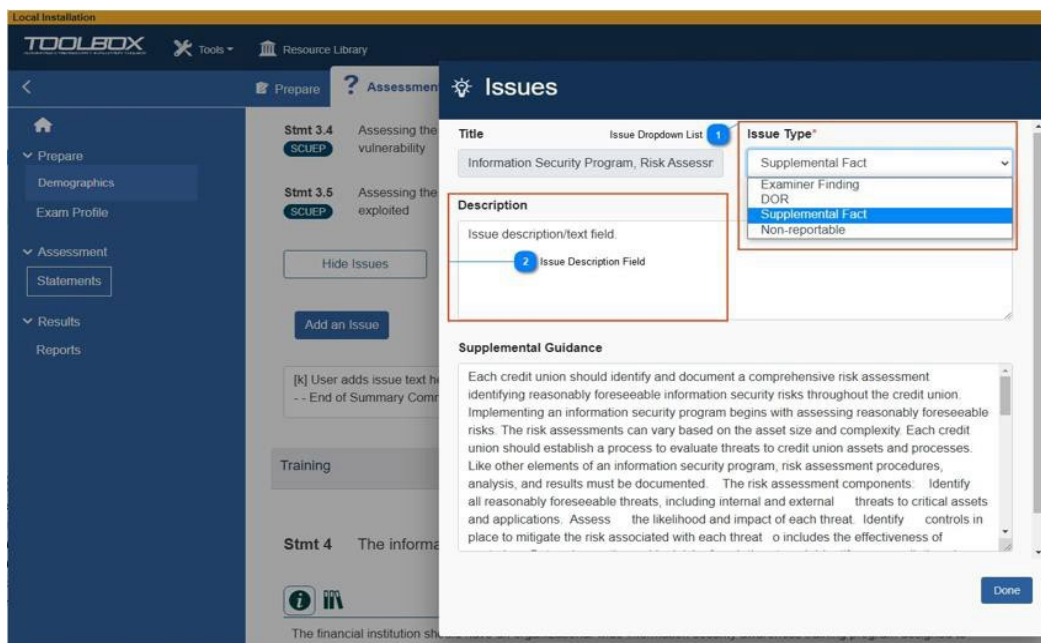 Local Installation
TOOLBOX
Tools
Resource Library
Prepare
? Assessmen
Issues
Prepare
Demographics
Exam Profile
Assessment
Statements
Results
Reports
Stmt 3.4 Assessing the
SCUEP vulnerability
Stmt 3.5 Assessing the
SCUEP exploited
Hide Issues
Add an Issue
[k] User adds issue text he
- - End of Summary Comr
Training
Stmt 4 The informa
The financial institution
Title
Issue Dropdown List 1
Issue Type*
Information Security Program, Risk Assessr
Supplemental Fact
Examiner Finding
DOR
Supplemental Fact
Non-reportable
Description
Issue description/text field.
2 Issue Description Field
Supplemental Guidance
Each credit union should identify and document a comprehensive risk assessment
identifying reasonably foreseeable information security risks throughout the credit union.
Implementing an information security program begins with assessing reasonably foreseeable
risks. The risk assessments can vary based on the asset size and complexity. Each credit
union should establish a process to evaluate threats to credit union assets and processes.
Like other elements of an information security program, risk assessment procedures,
analysis, and results must be documented. The risk assessment components: Identify
all reasonably foreseeable threats, including internal and external threats to critical assets
and applications. Assess the likelihood and impact of each threat. Identify controls in
place to mitigate the risk associated with each threat o includes the effectiveness of
Done